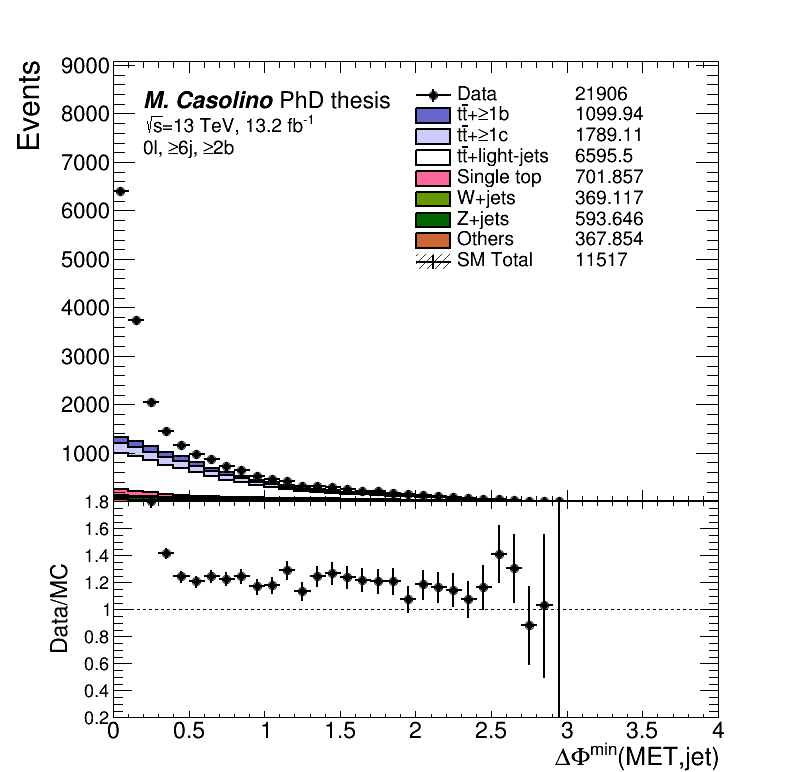 Events
9000
8000
7000
6000
5000
4000
3000
2000
1000
M. Casolino PhD thesis
√s=13 TeV, 13.2 fb⁻¹
0l, ≥6j, ≥2b
Data 21906
tt̄+≥1b 1099.94
tt̄+≥1c 1789.11
tt̄+light-jets 6595.5
Single top 701.857
W+jets 369.117
Z+jets 593.646
Others 367.854
SM Total 11517
Data/MC
1.8
1.6
1.4
1.2
1
0.8
0.6
0.4
0.2
0 0.5 1 1.5 2 2.5 3 3.5 4
ΔΦᵐⁱⁿ(MET,jet)